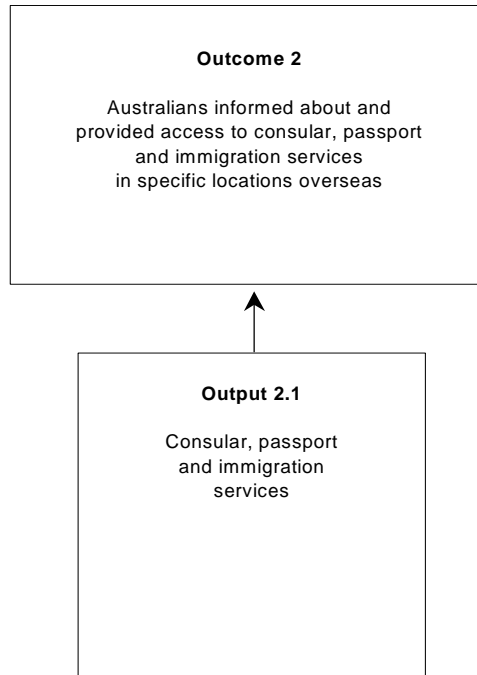 Outcome 2
Australians informed about and
provided access to consular, passport
and immigration services
in specific locations overseas
Output 2.1
Consular, passport
and immigration
services